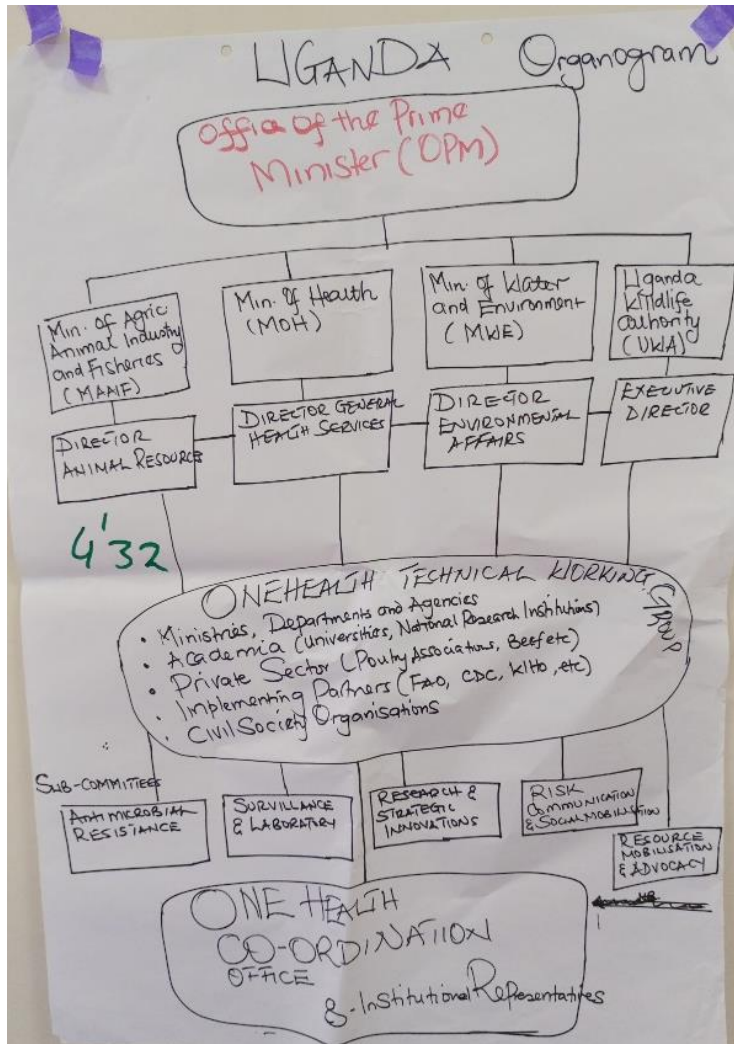 UGANDA Organogram
Office of the Prime
Minister (OPM)
Min. of Agric
Animal Industry
and Fisheries
(MAAIF)
Min. of Health
(MOH)
Min. of Water
and Environment
(MWE)
Uganda
Wildlife
authority
(UWA)
DIRECTOR
ANIMAL RESOURCE
DIRECTOR GENERAL
HEALTH SERVICES
DIRECTOR
ENVIRONMENTAL
AFFAIRS
EXECUTIVE
DIRECTOR
4'32
ONEHEALTH TECHNICAL WORKING GROUP
• Ministries, Departments and Agencies
• Academia (Universities, National Research Institutions)
• Private Sector (Poultry Associations, Beef etc)
• Implementing Partners (FAO, CDC, WHO, etc)
• Civil Society Organisations
SUB-COMMITTEES
Antimicrobial
RESISTANCE
SURVILLANCE
& LABORATORY
RESEARCH &
STRATEGIC
INNOVATIONS
RISK
COMMUNICATION
& SOCIAL MOBILISATION
RESOURCE
MOBILISATION
& ADVOCACY
ONE HEALTH
CO-ORDINATION
OFFICE
& Institutional Representatives